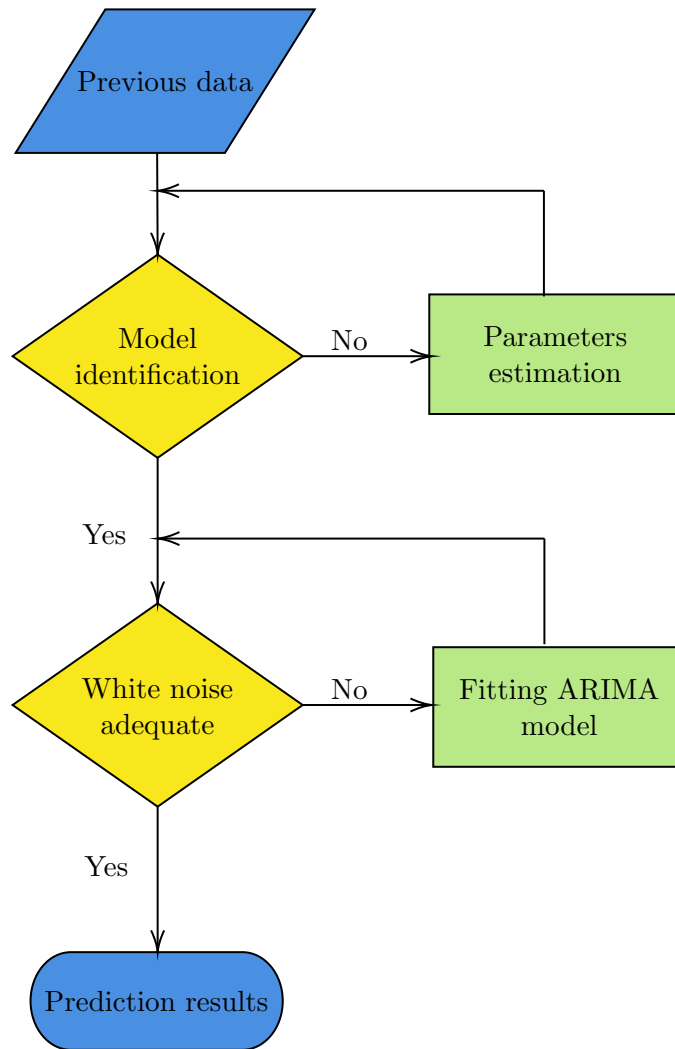 Previous data
Model
identification
No
Parameters
estimation
Yes
White noise
adequate
No
Fitting ARIMA
model
Yes
Prediction results